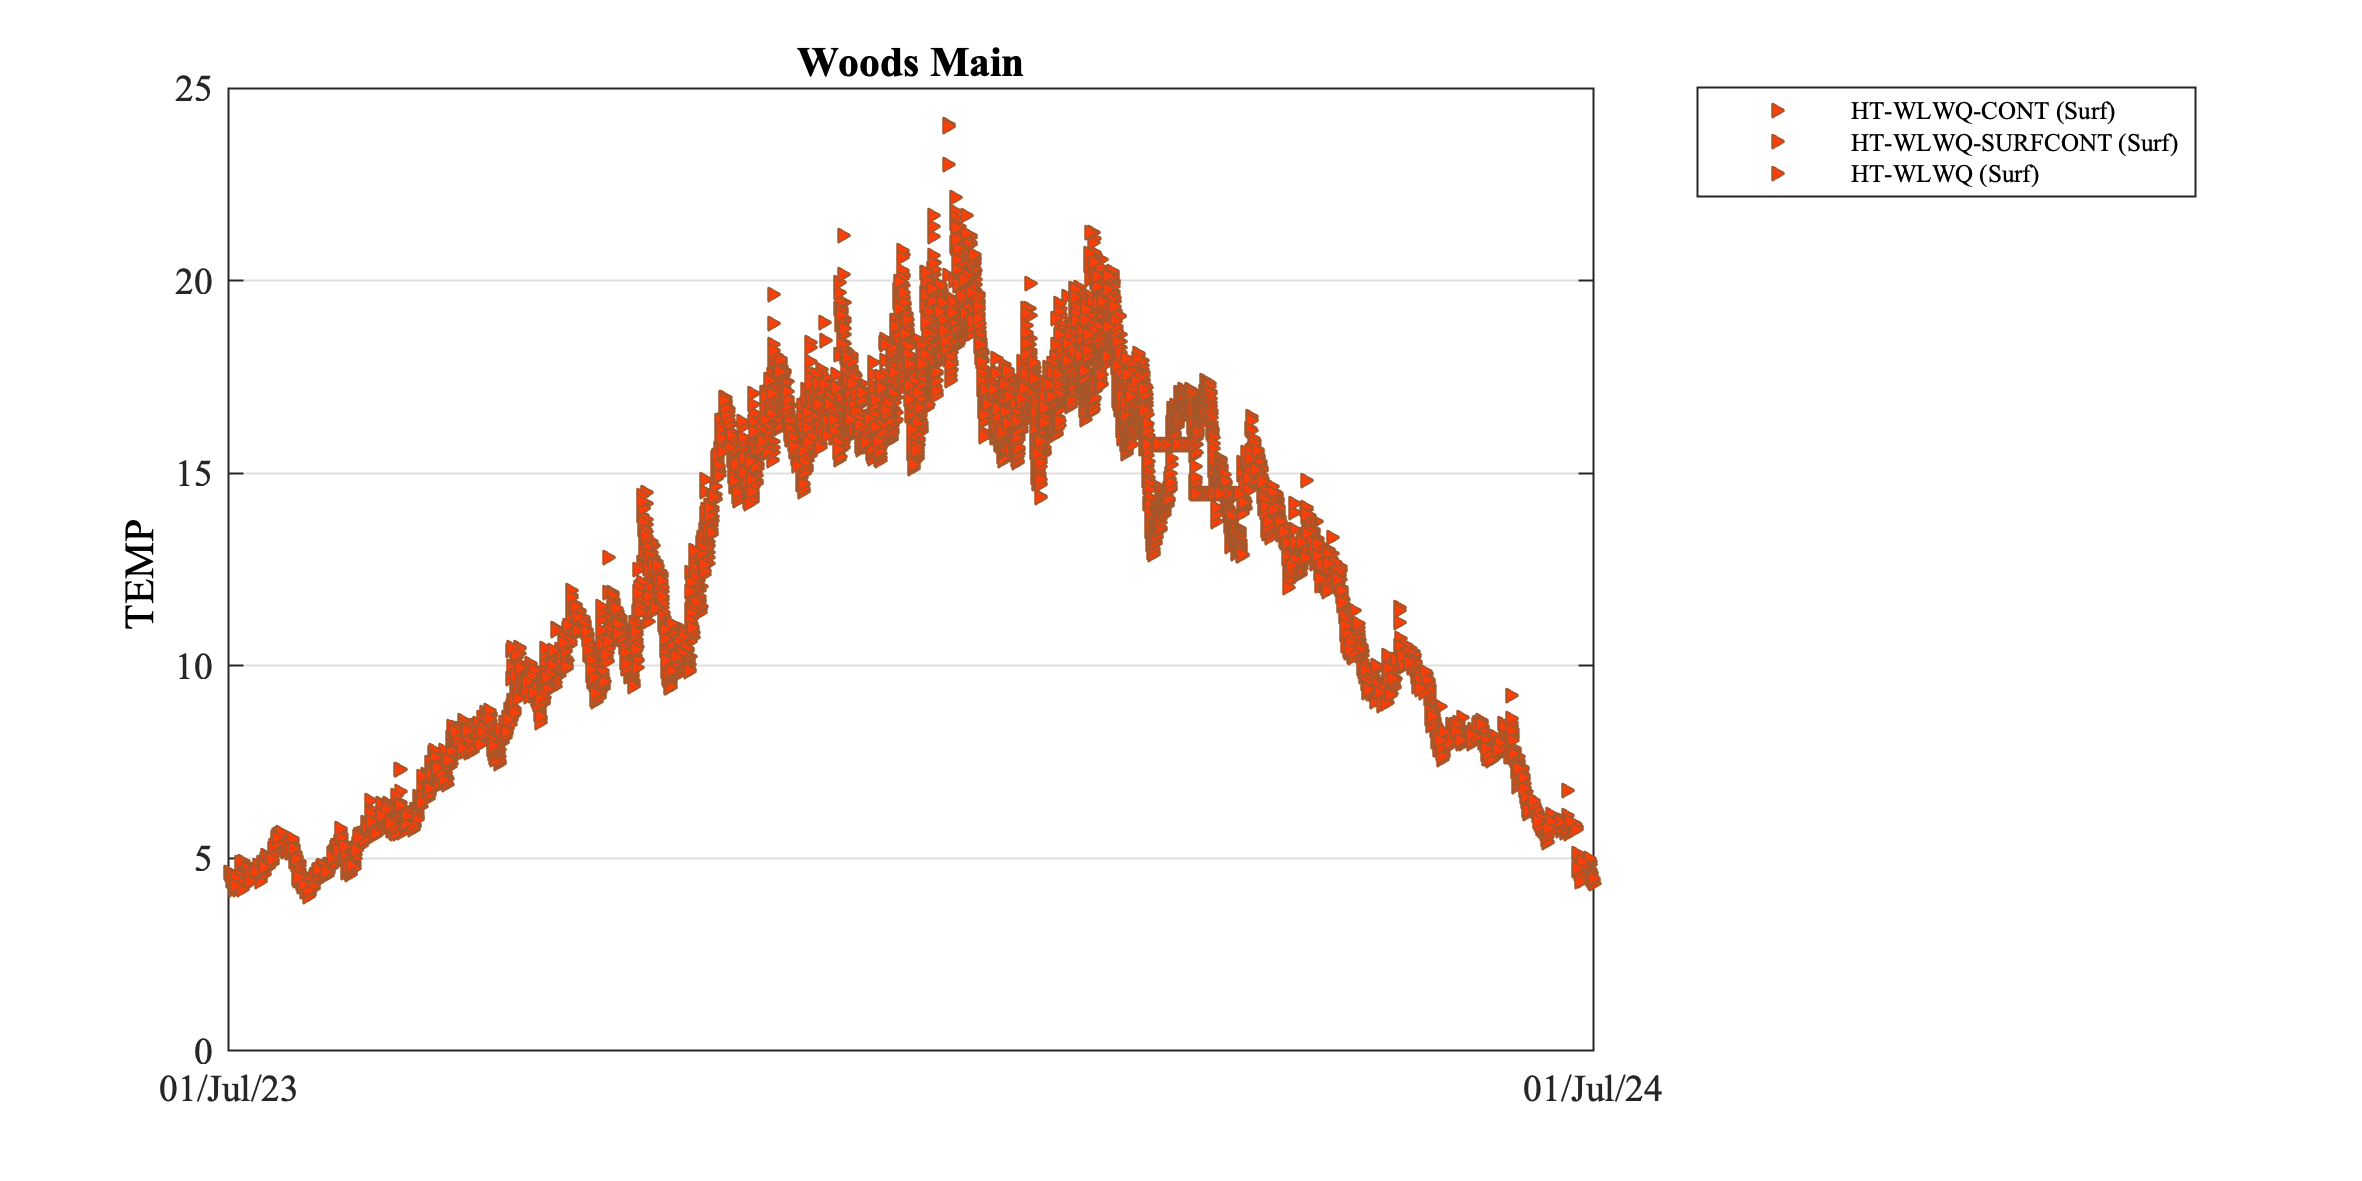 Woods Main
HT-WLWQ-CONT (Surf)
HT-WLWQ-SURFCONT (Surf)
HT-WLWQ (Surf)
25
20
15
10
5
0
TEMP
01/Jul/23
01/Jul/24